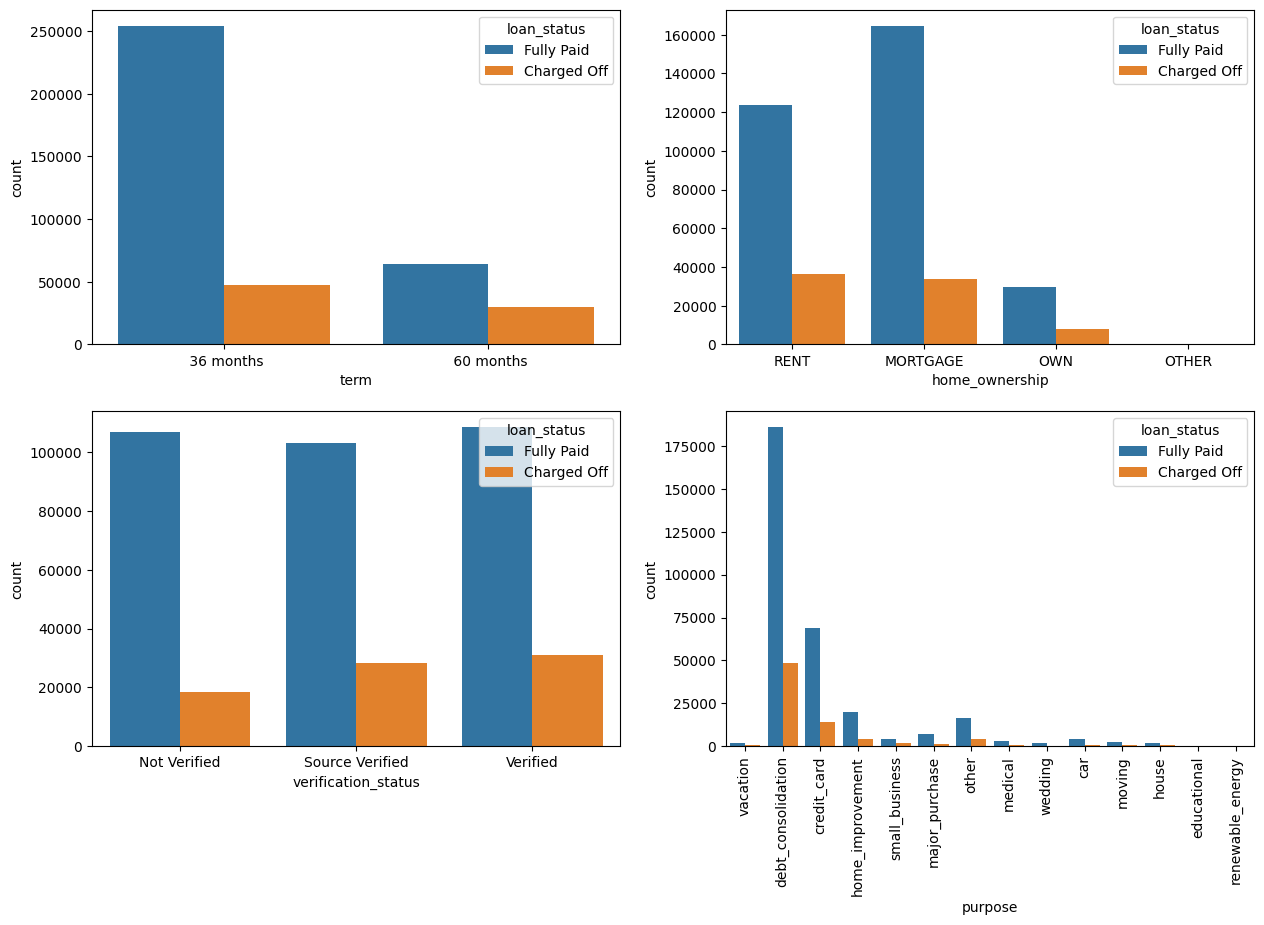 loan_status
Fully Paid
Charged Off
250000
200000
150000
100000
50000
0
count
36 months
60 months
term
loan_status
Fully Paid
Charged Off
160000
140000
120000
100000
80000
60000
40000
20000
0
count
RENT
MORTGAGE
OWN
OTHER
home_ownership
loan_status
Fully Paid
Charged Off
100000
80000
60000
40000
20000
0
count
Not Verified
Source Verified
Verified
verification_status
loan_status
Fully Paid
Charged Off
175000
150000
125000
100000
75000
50000
25000
0
count
vacation
debt_consolidation
credit_card
home_improvement
small_business
major_purchase
other
medical
wedding
car
moving
house
educational
renewable_energy
purpose